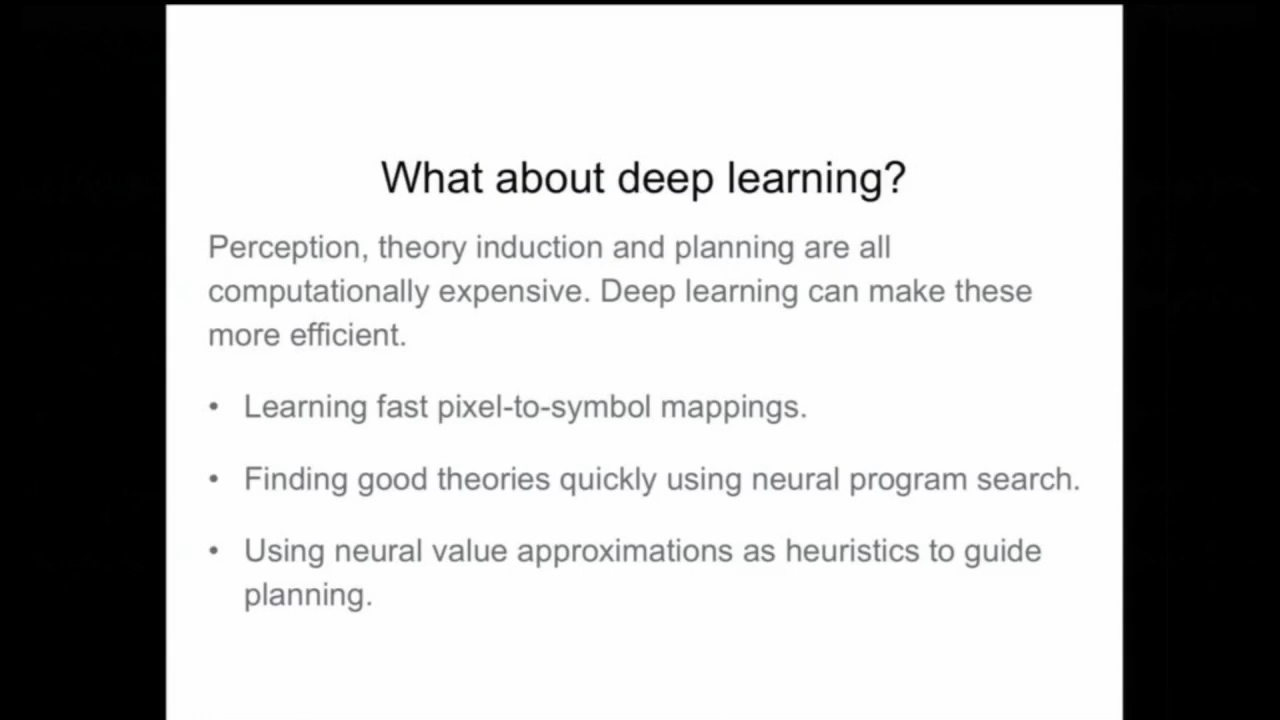 What about deep learning?
Perception, theory induction and planning are all
computationally expensive. Deep learning can make these
more efficient.
• Learning fast pixel-to-symbol mappings.
• Finding good theories quickly using neural program search.
• Using neural value approximations as heuristics to guide
planning.